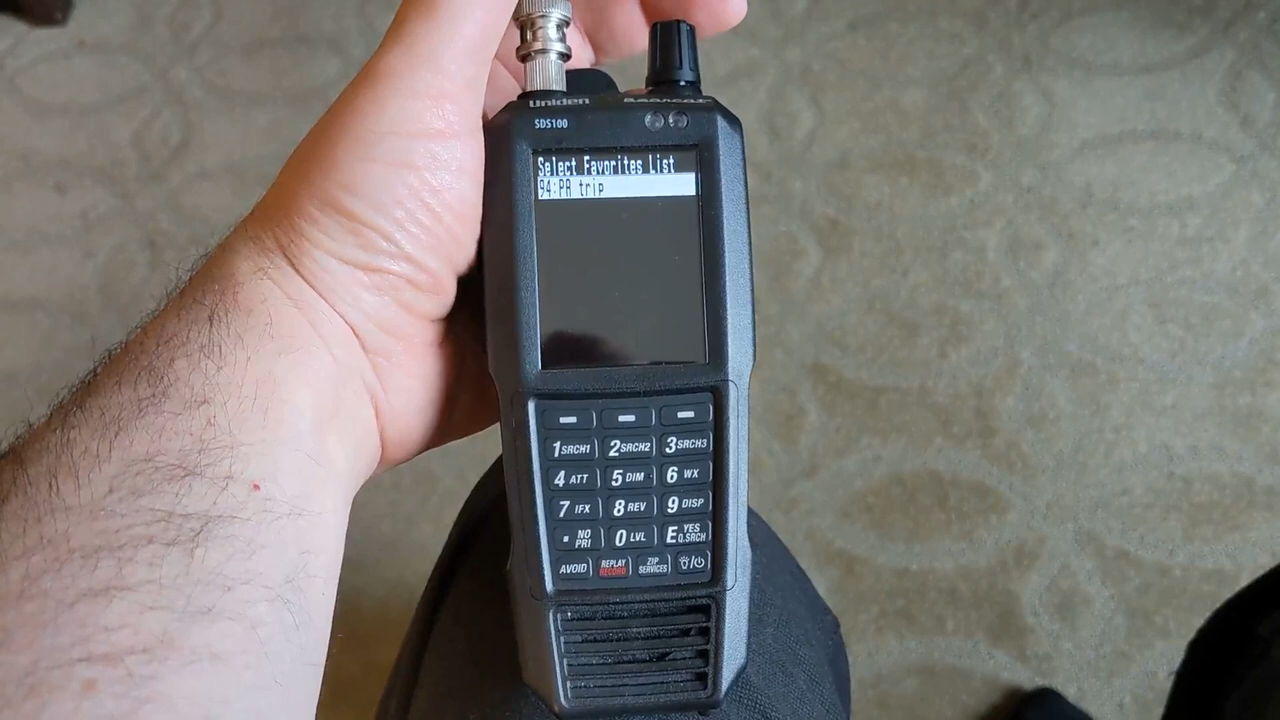 Uniden Bearcat
SDS100
Select Favorites List
94:PA trip
1 SRCH1 2 SRCH2 3 SRCH3
4 ATT 5 DIM 6 WX
7 IFX 8 REV 9 DISP
. NO PRI 0 LVL E YES Q.SRCH
AVOID REPLAY RECORD ZIP SERVICES